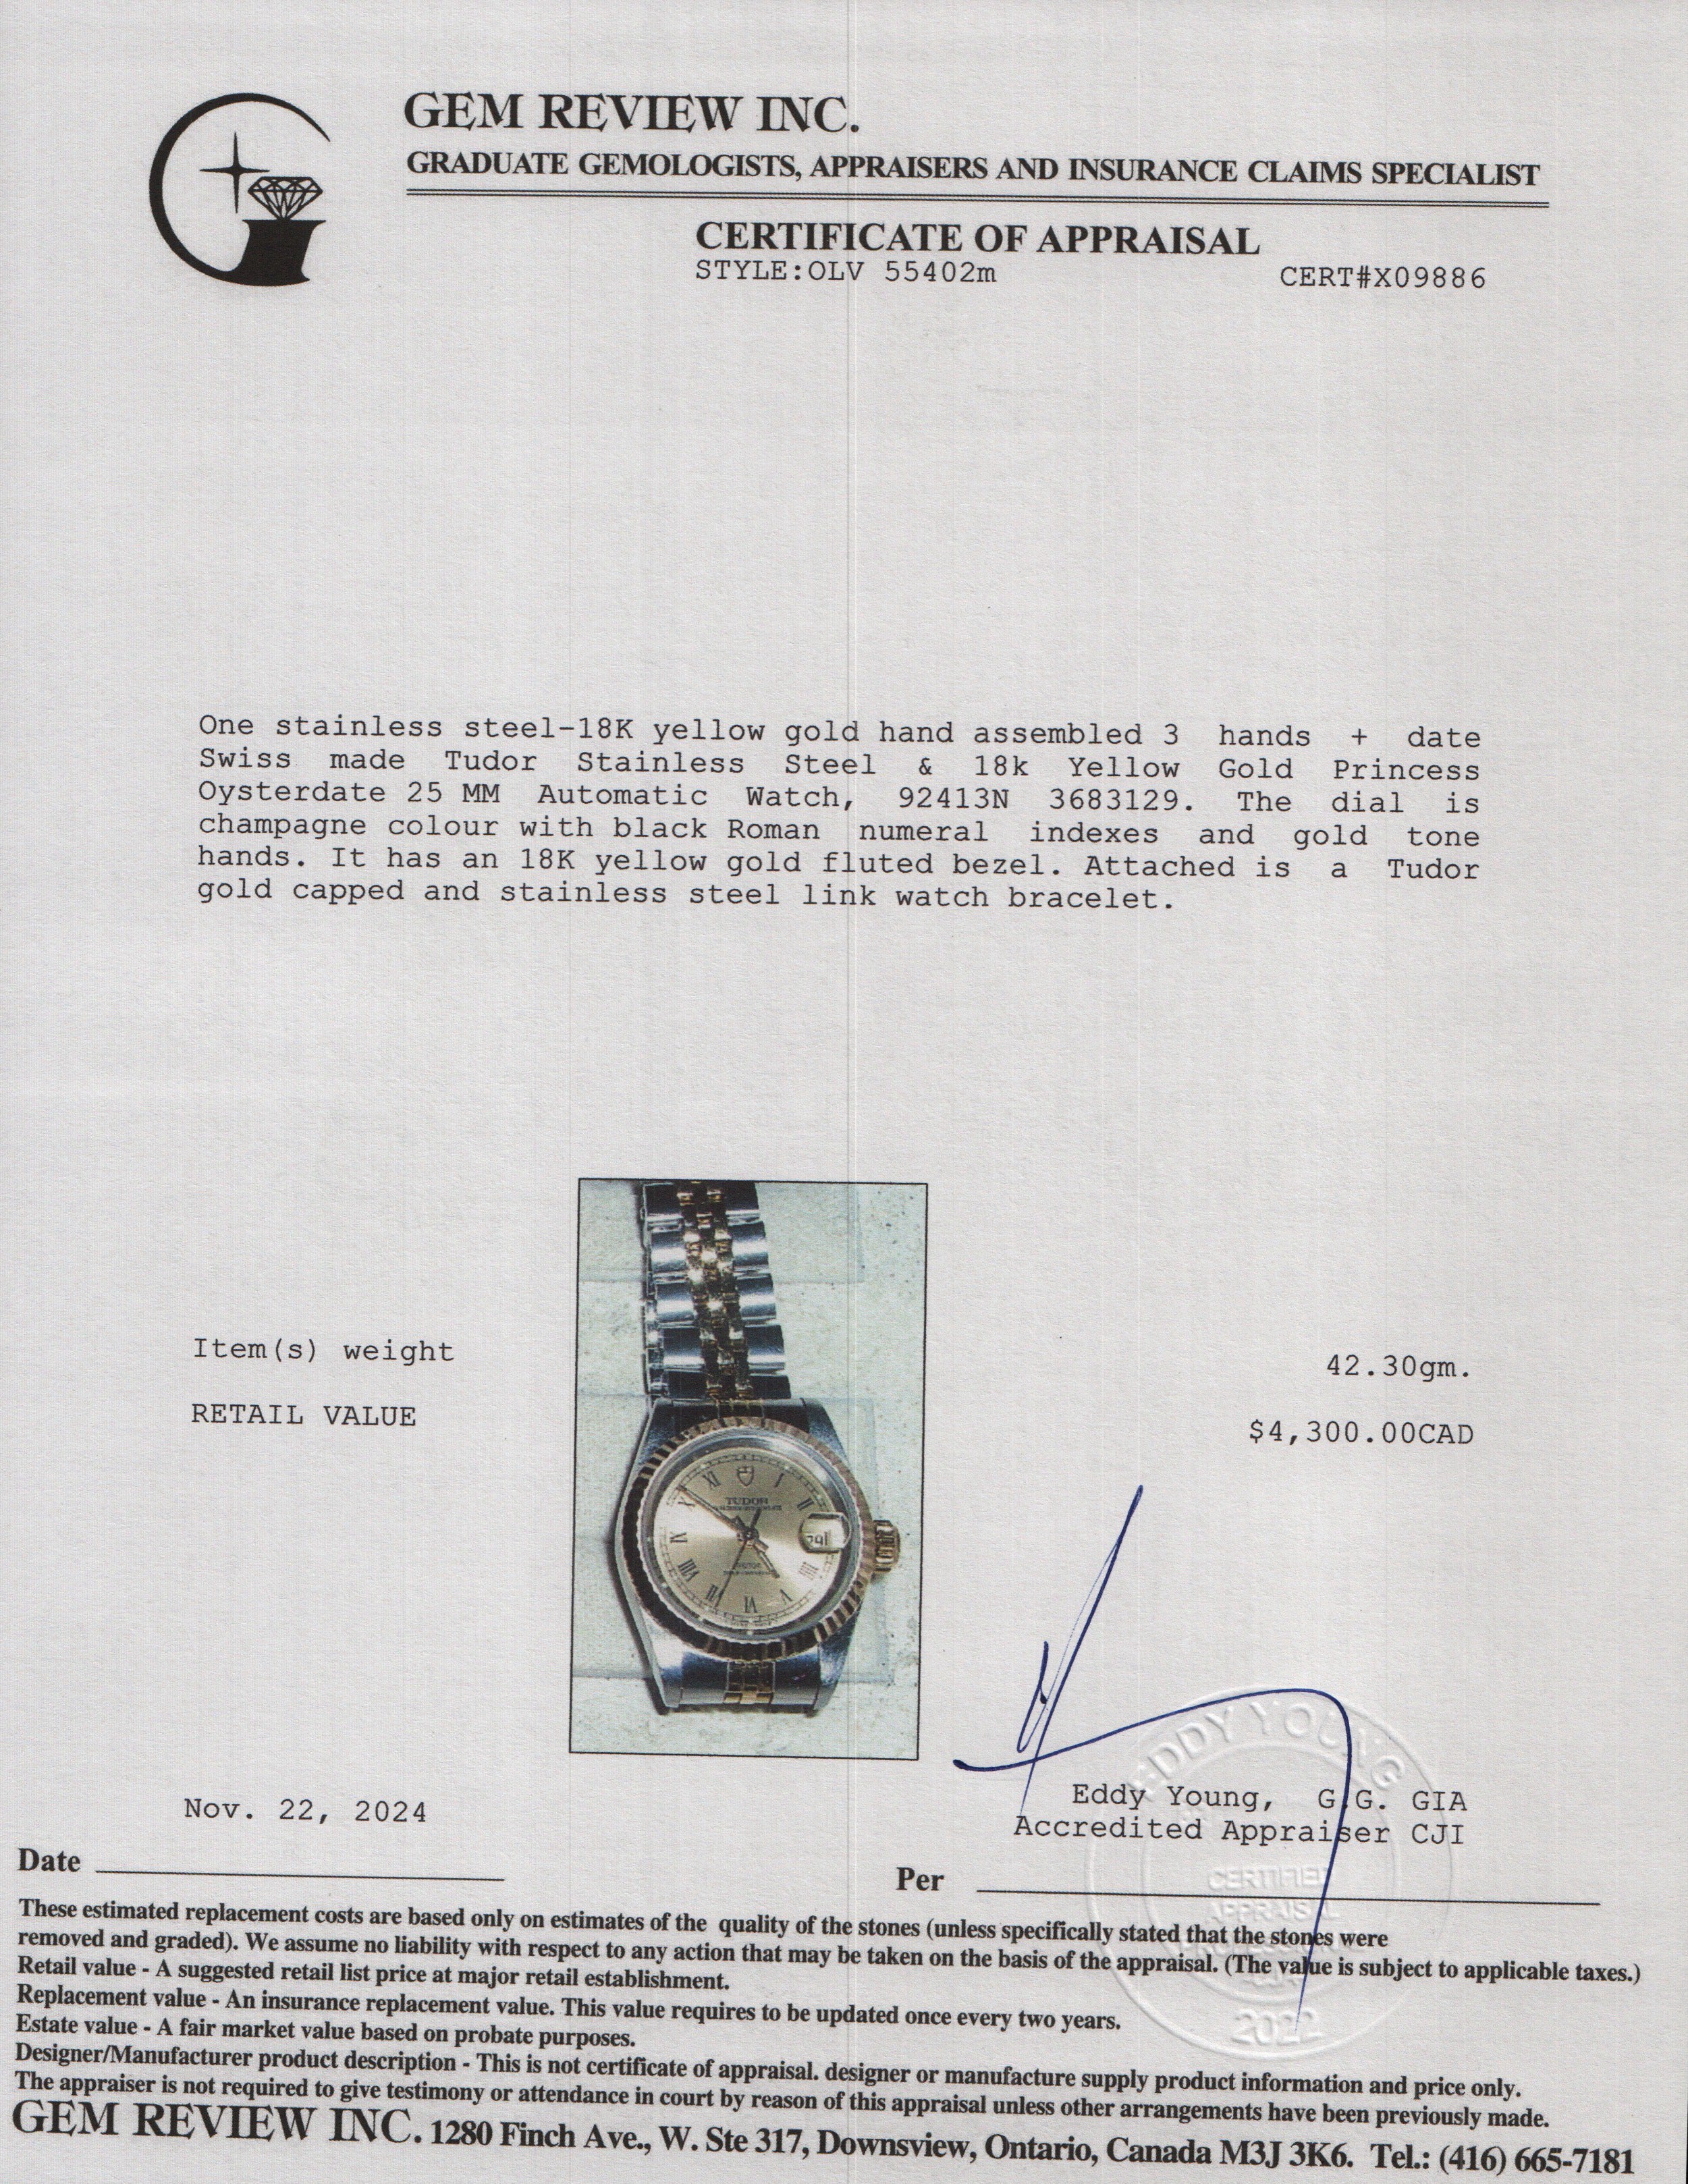 GEM REVIEW INC.
GRADUATE GEMOLOGISTS, APPRAISERS AND INSURANCE CLAIMS SPECIALIST
CERTIFICATE OF APPRAISAL
STYLE:OLV 55402m CERT#X09886
One stainless steel-18K yellow gold hand assembled 3 hands + date
Swiss made Tudor Stainless Steel & 18k Yellow Gold Princess
Oysterdate 25 MM Automatic Watch, 92413N 3683129. The dial is
champagne colour with black Roman numeral indexes and gold tone
hands. It has an 18K yellow gold fluted bezel. Attached is a Tudor
gold capped and stainless steel link watch bracelet.
TUDOR
Item(s) weight 42.30gm.
RETAIL VALUE $4,300.00CAD
EDDY YOUNG
Nov. 22, 2024
Eddy Young, G.G. GIA
Accredited Appraiser CJI
Date
Per
CERTIFIED
APPRAISAL
2022
These estimated replacement costs are based only on estimates of the quality of the stones (unless specifically stated that the stones were
removed and graded). We assume no liability with respect to any action that may be taken on the basis of the appraisal. (The value is subject to applicable taxes.)
Retail value - A suggested retail list price at major retail establishment.
Replacement value - An insurance replacement value. This value requires to be updated once every two years.
Estate value - A fair market value based on probate purposes.
Designer/Manufacturer product description - This is not certificate of appraisal. designer or manufacture supply product information and price only.
The appraiser is not required to give testimony or attendance in court by reason of this appraisal unless other arrangements have been previously made.
GEM REVIEW INC. 1280 Finch Ave., W. Ste 317, Downsview, Ontario, Canada M3J 3K6. Tel.: (416) 665-7181